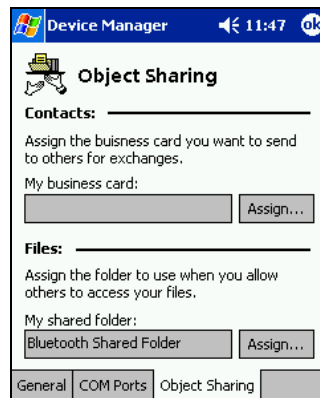 Device Manager 11:47 ok
Object Sharing
Contacts:
Assign the buisness card you want to send
to others for exchanges.
My business card:
Assign...
Files:
Assign the folder to use when you allow
others to access your files.
My shared folder:
Bluetooth Shared Folder Assign...
General COM Ports Object Sharing